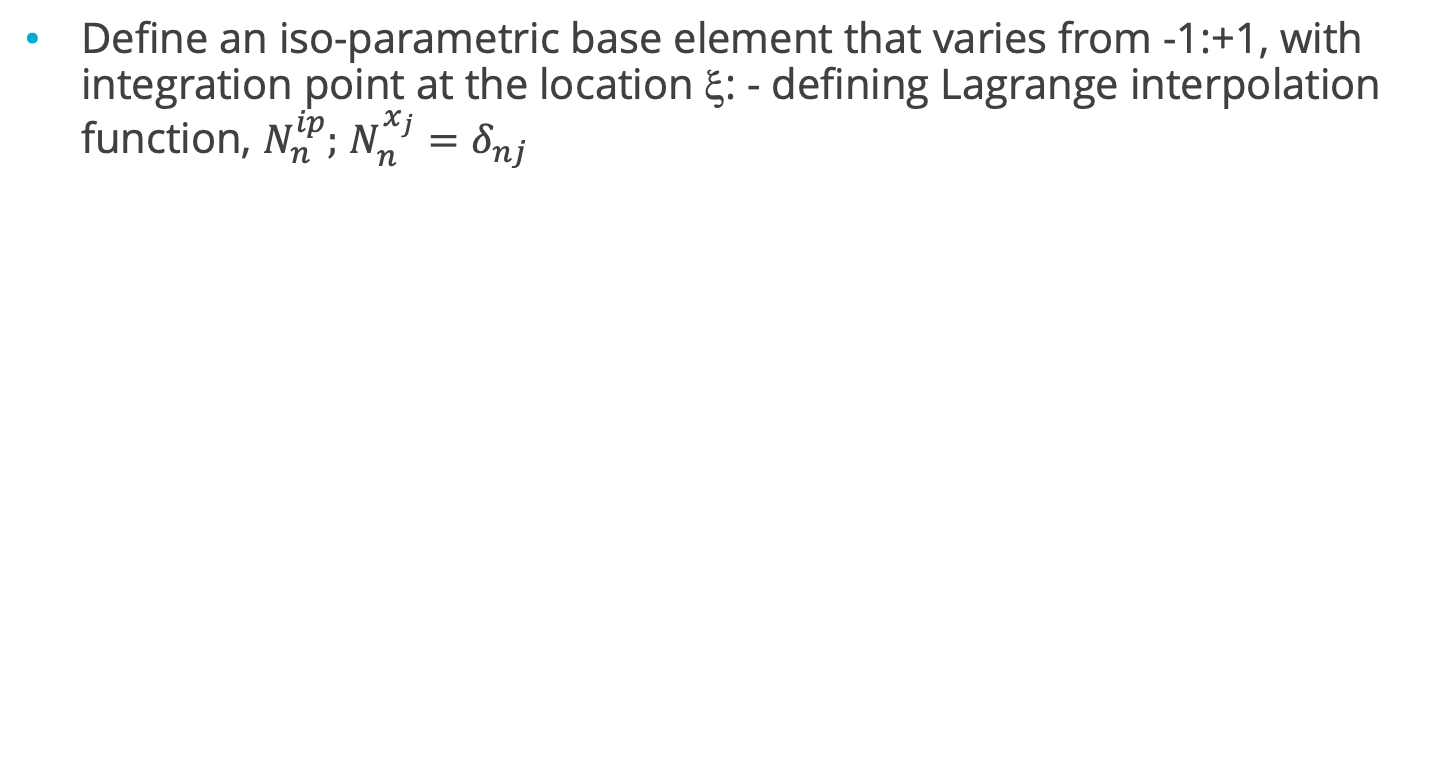 • Define an iso-parametric base element that varies from -1:+1, with
integration point at the location ξ: - defining Lagrange interpolation
function, $N_n^{ip}$; $N_n^{x_j} = \delta_{nj}$